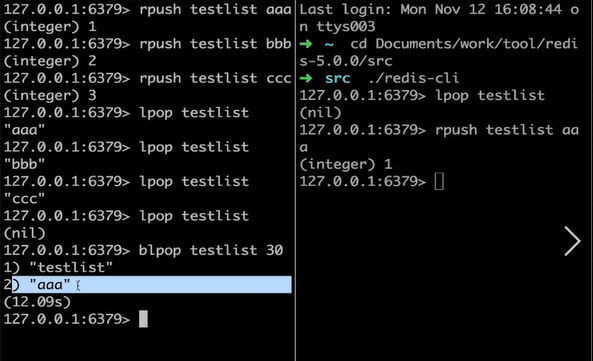 127.0.0.1:6379> rpush testlist aaa
(integer) 1
127.0.0.1:6379> rpush testlist bbb
(integer) 2
127.0.0.1:6379> rpush testlist ccc
(integer) 3
127.0.0.1:6379> lpop testlist
"aaa"
127.0.0.1:6379> lpop testlist
"bbb"
127.0.0.1:6379> lpop testlist
"ccc"
127.0.0.1:6379> lpop testlist
(nil)
127.0.0.1:6379> blpop testlist 30
1) "testlist"
2) "aaa"
(12.09s)
127.0.0.1:6379>
Last login: Mon Nov 12 16:08:44 o
n ttys003
➜ ~ cd Documents/work/tool/redi
s-5.0.0/src
➜ src ./redis-cli
127.0.0.1:6379> lpop testlist
(nil)
127.0.0.1:6379> rpush testlist aa
a
(integer) 1
127.0.0.1:6379>